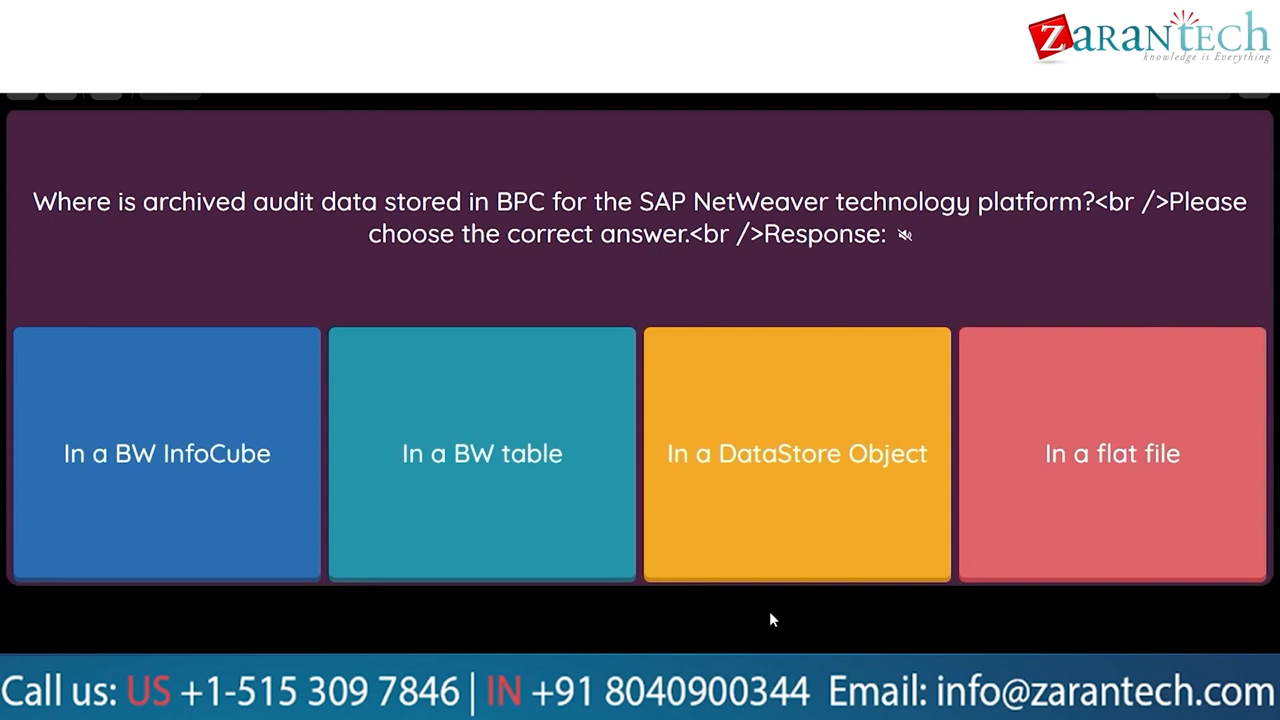 ZARANTECH
knowledge is Everything
Where is archived audit data stored in BPC for the SAP NetWeaver technology platform?<br />Please
choose the correct answer.<br />Response:
In a BW InfoCube
In a BW table
In a DataStore Object
In a flat file
Call us: US +1-515 309 7846 | IN +91 8040900344 Email: info@zarantech.com